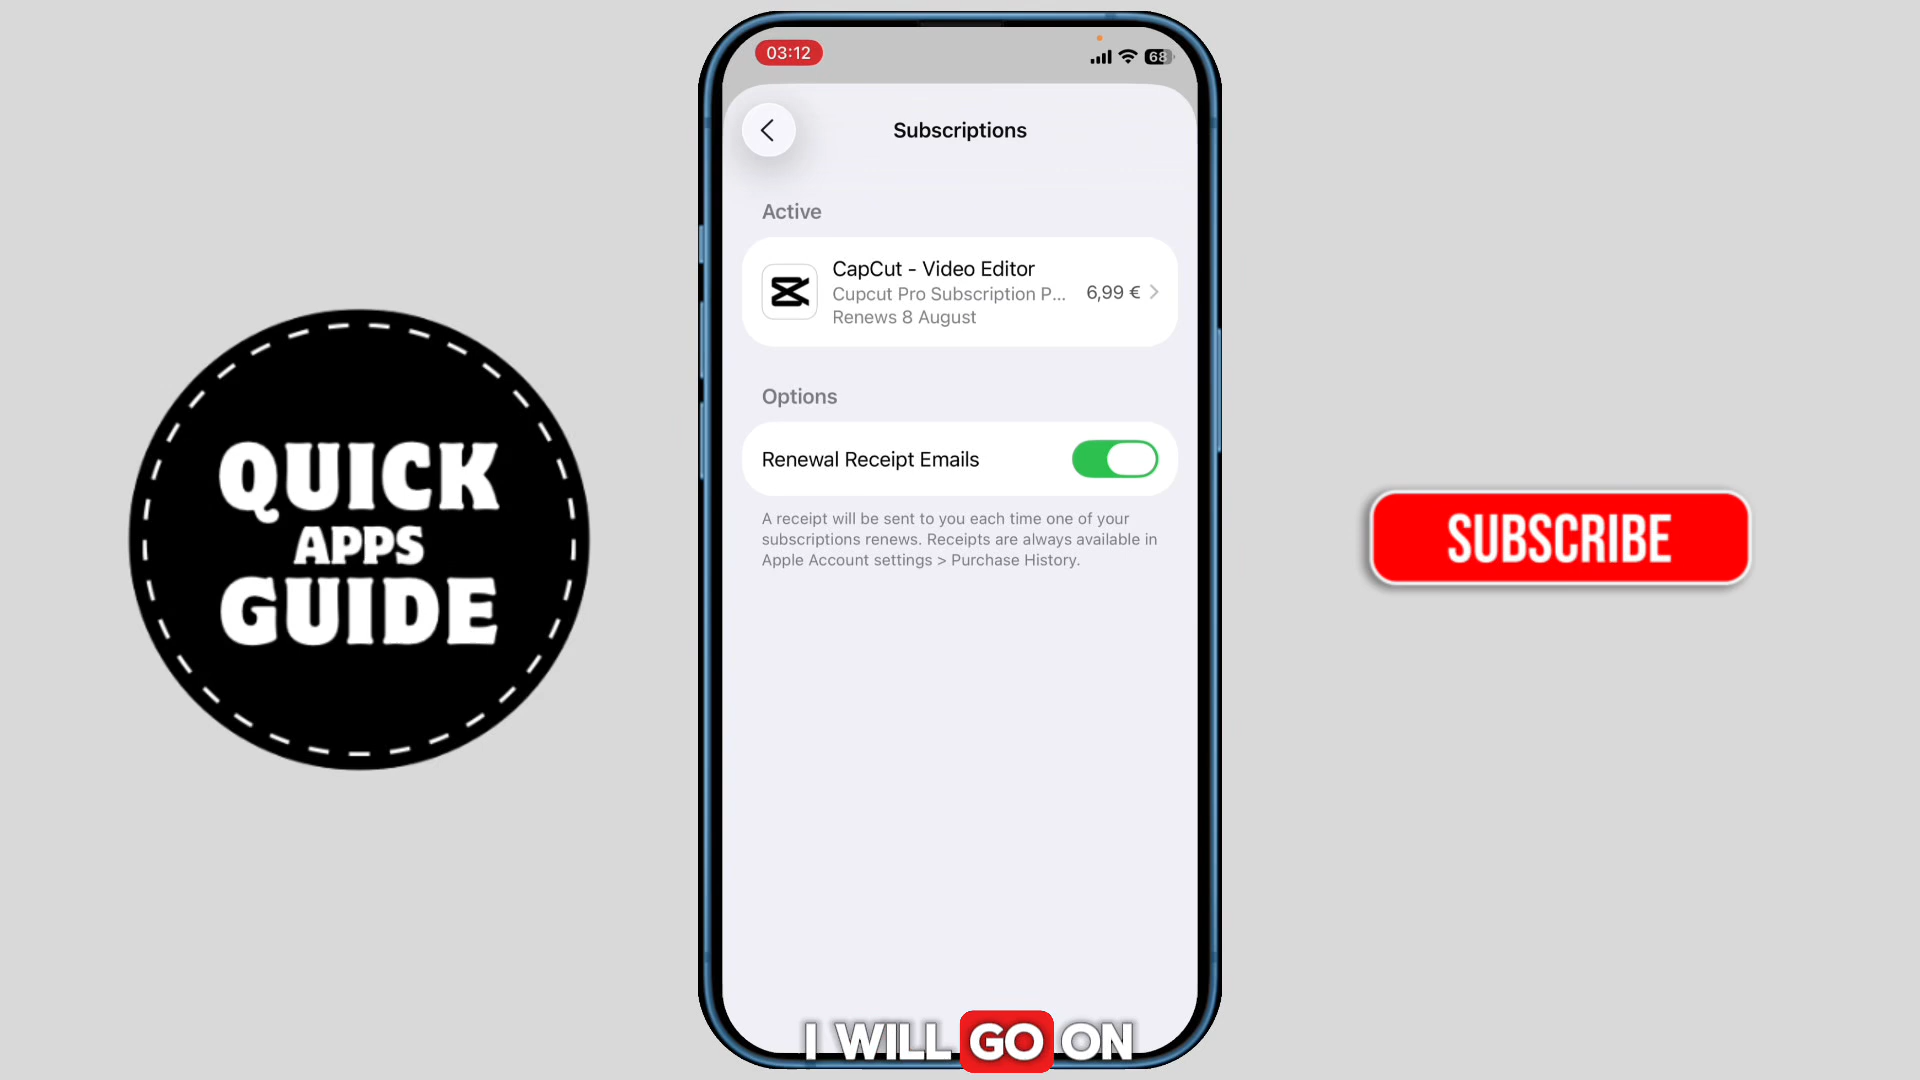 03:12
68
Subscriptions
Active
CapCut - Video Editor
Cupcut Pro Subscription P...
6,99 €
Renews 8 August
Options
Renewal Receipt Emails
A receipt will be sent to you each time one of your
subscriptions renews. Receipts are always available in
Apple Account settings > Purchase History.
QUICK
APPS
GUIDE
SUBSCRIBE
I WILL GO ON